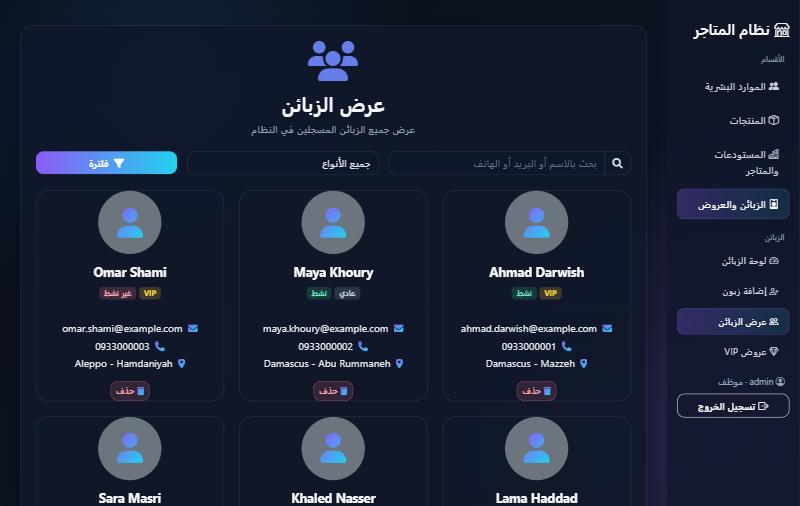 نظام المتاجر
الأقسام
الموارد البشرية
المنتجات
المستودعات
والمتاجر
الزبائن والعروض
الزبائن
لوحة الزبائن
إضافة زبون
عرض الزبائن
عروض VIP
admin · موظف
تسجيل الخروج
عرض الزبائن
عرض جميع الزبائن المسجلين في النظام
بحث بالاسم أو البريد أو الهاتف
جميع الأنواع
فلترة
Ahmad Darwish
VIP نشط
ahmad.darwish@example.com
0933000001
Damascus - Mazzeh
حذف
Maya Khoury
عادي نشط
maya.khoury@example.com
0933000002
Damascus - Abu Rummaneh
حذف
Omar Shami
VIP غير نشط
omar.shami@example.com
0933000003
Aleppo - Hamdaniyah
حذف
Lama Haddad
Khaled Nasser
Sara Masri